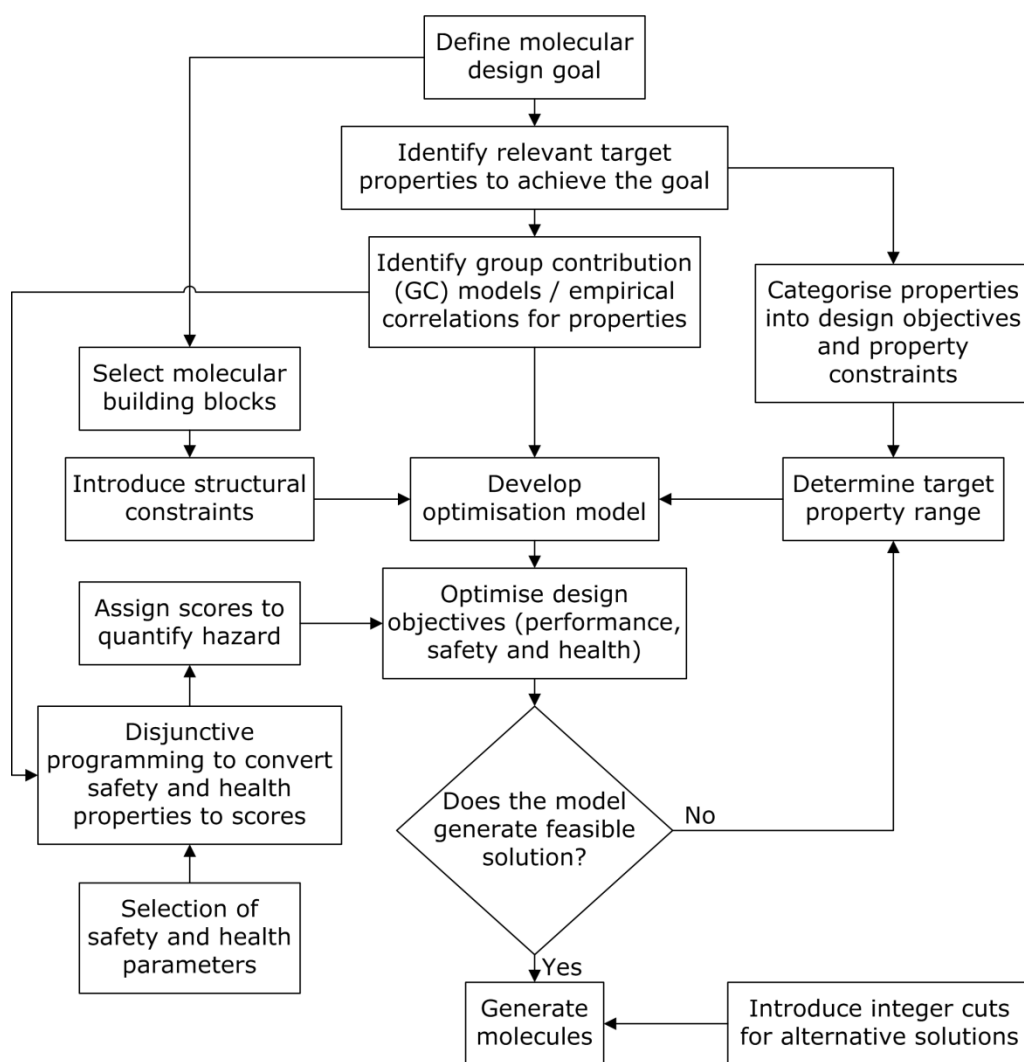 Define molecular
design goal
Identify relevant target
properties to achieve the goal
Identify group contribution
(GC) models / empirical
correlations for properties
Categorise properties
into design objectives
and property
constraints
Select molecular
building blocks
Introduce structural
constraints
Develop
optimisation model
Determine target
property range
Assign scores to
quantify hazard
Optimise design
objectives (performance,
safety and health)
Disjunctive
programming to convert
safety and health
properties to scores
Does the model
generate feasible
solution?
No
Selection of
safety and health
parameters
Yes
Generate
molecules
Introduce integer cuts
for alternative solutions